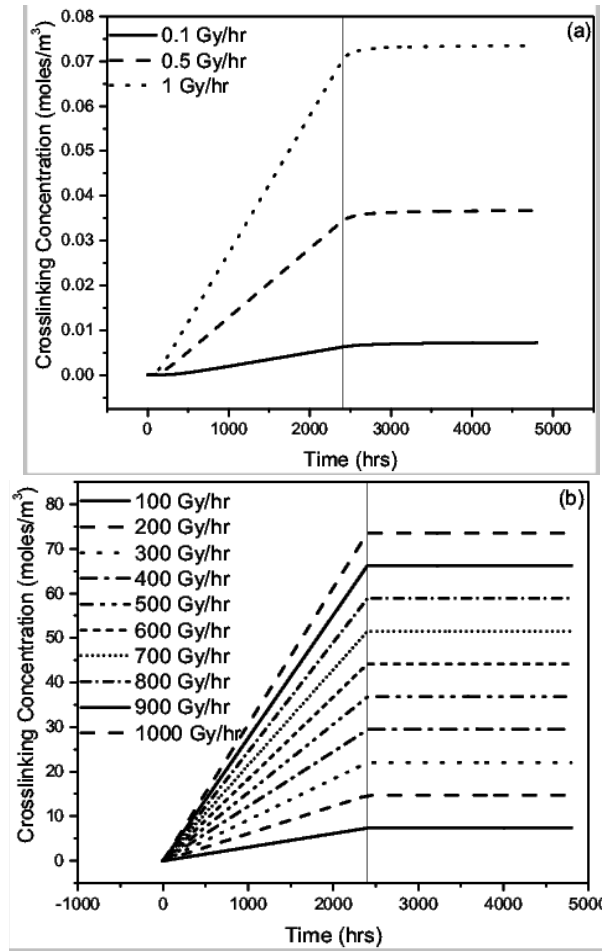 (a)
0.1 Gy/hr
0.5 Gy/hr
1 Gy/hr
0.08
0.07
0.06
0.05
0.04
0.03
0.02
0.01
0.00
Crosslinking Concentration (moles/m³)
0 1000 2000 3000 4000 5000
Time (hrs)
(b)
100 Gy/hr
200 Gy/hr
300 Gy/hr
400 Gy/hr
500 Gy/hr
600 Gy/hr
700 Gy/hr
800 Gy/hr
900 Gy/hr
1000 Gy/hr
80
70
60
50
40
30
20
10
0
Crosslinking Concentration (moles/m³)
-1000 0 1000 2000 3000 4000 5000
Time (hrs)